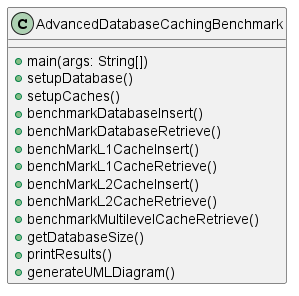 C AdvancedDatabaseCachingBenchmark
main(args: String[])
setupDatabase()
setupCaches()
benchmarkDatabaseInsert()
benchMarkDatabaseRetrieve()
benchMarkL1CacheInsert()
benchMarkL1CacheRetrieve()
benchMarkL2CacheInsert()
benchMarkL2CacheRetrieve()
benchmarkMultilevelCacheRetrieve()
getDatabaseSize()
printResults()
generateUMLDiagram()